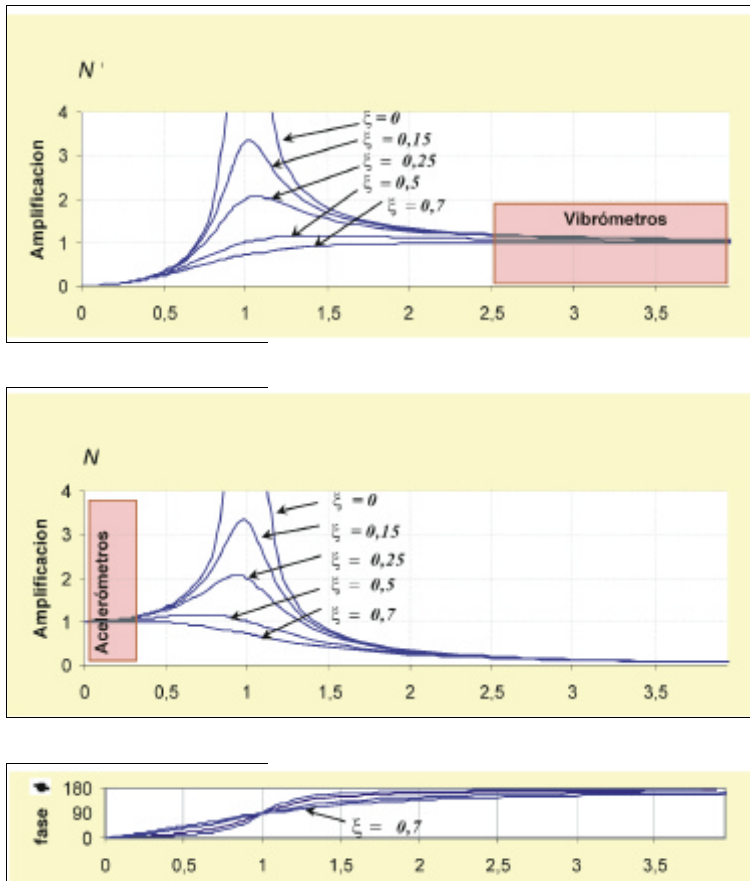 N '
4
ξ = 0
ξ = 0,15
3
ξ = 0,25
Amplificacion
2
ξ = 0,5
ξ = 0,7
Vibrómetros
1
0
0 0,5 1 1,5 2 2,5 3 3,5
N
4
ξ = 0
3
ξ = 0,15
Amplificacion
Acelerómetros
2
ξ = 0,25
ξ = 0,5
1
ξ = 0,7
0
0 0,5 1 1,5 2 2,5 3 3,5
fase ϕ
180
90
ξ = 0,7
0
0 0,5 1 1,5 2 2,5 3 3,5